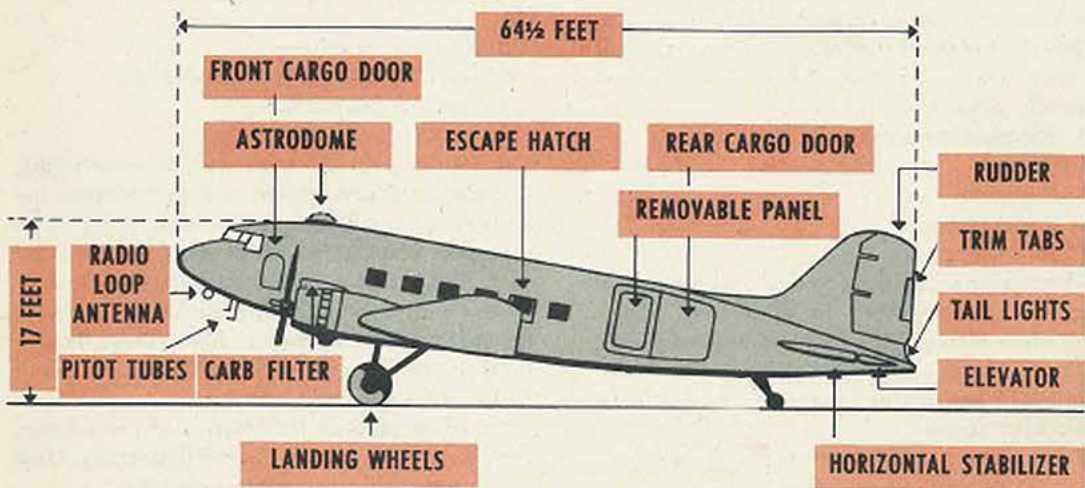 64½ FEET
FRONT CARGO DOOR
ASTRODOME
ESCAPE HATCH
REAR CARGO DOOR
REMOVABLE PANEL
RUDDER
TRIM TABS
TAIL LIGHTS
ELEVATOR
HORIZONTAL STABILIZER
17 FEET
RADIO
LOOP
ANTENNA
PITOT TUBES
CARB FILTER
LANDING WHEELS